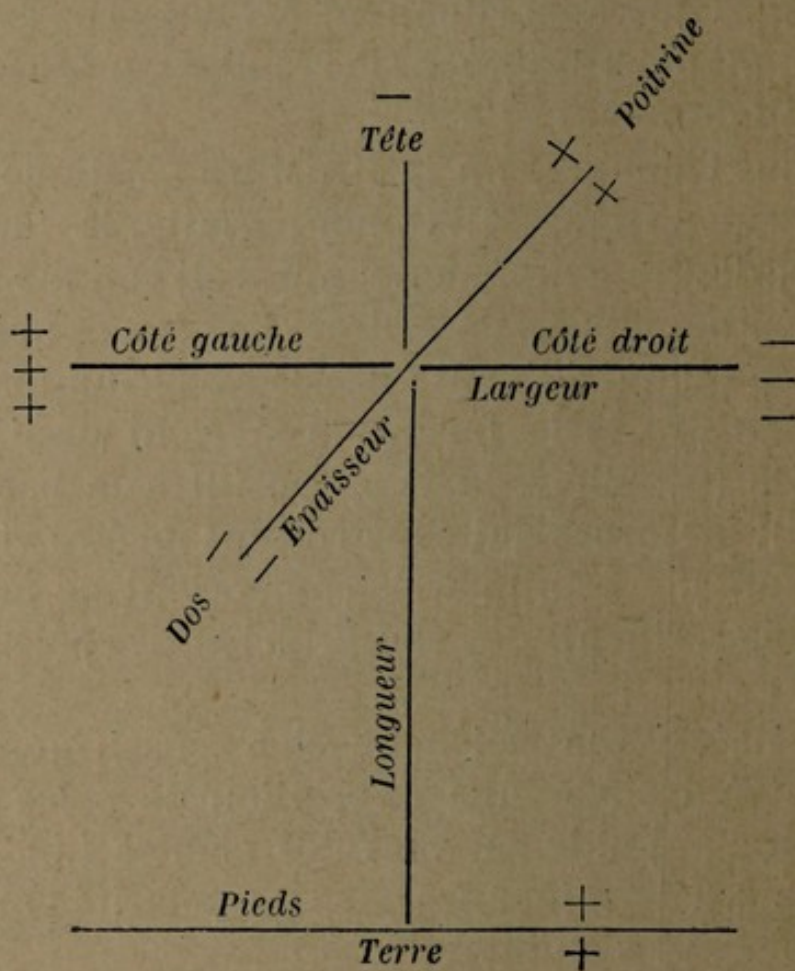 Poitrine
—
Tête
+
+
+
+
+
Côté gauche
Côté droit
Largeur
—
—
—
Epaisseur
—
—
Dos
Longueur
Pieds
+
Terre
+